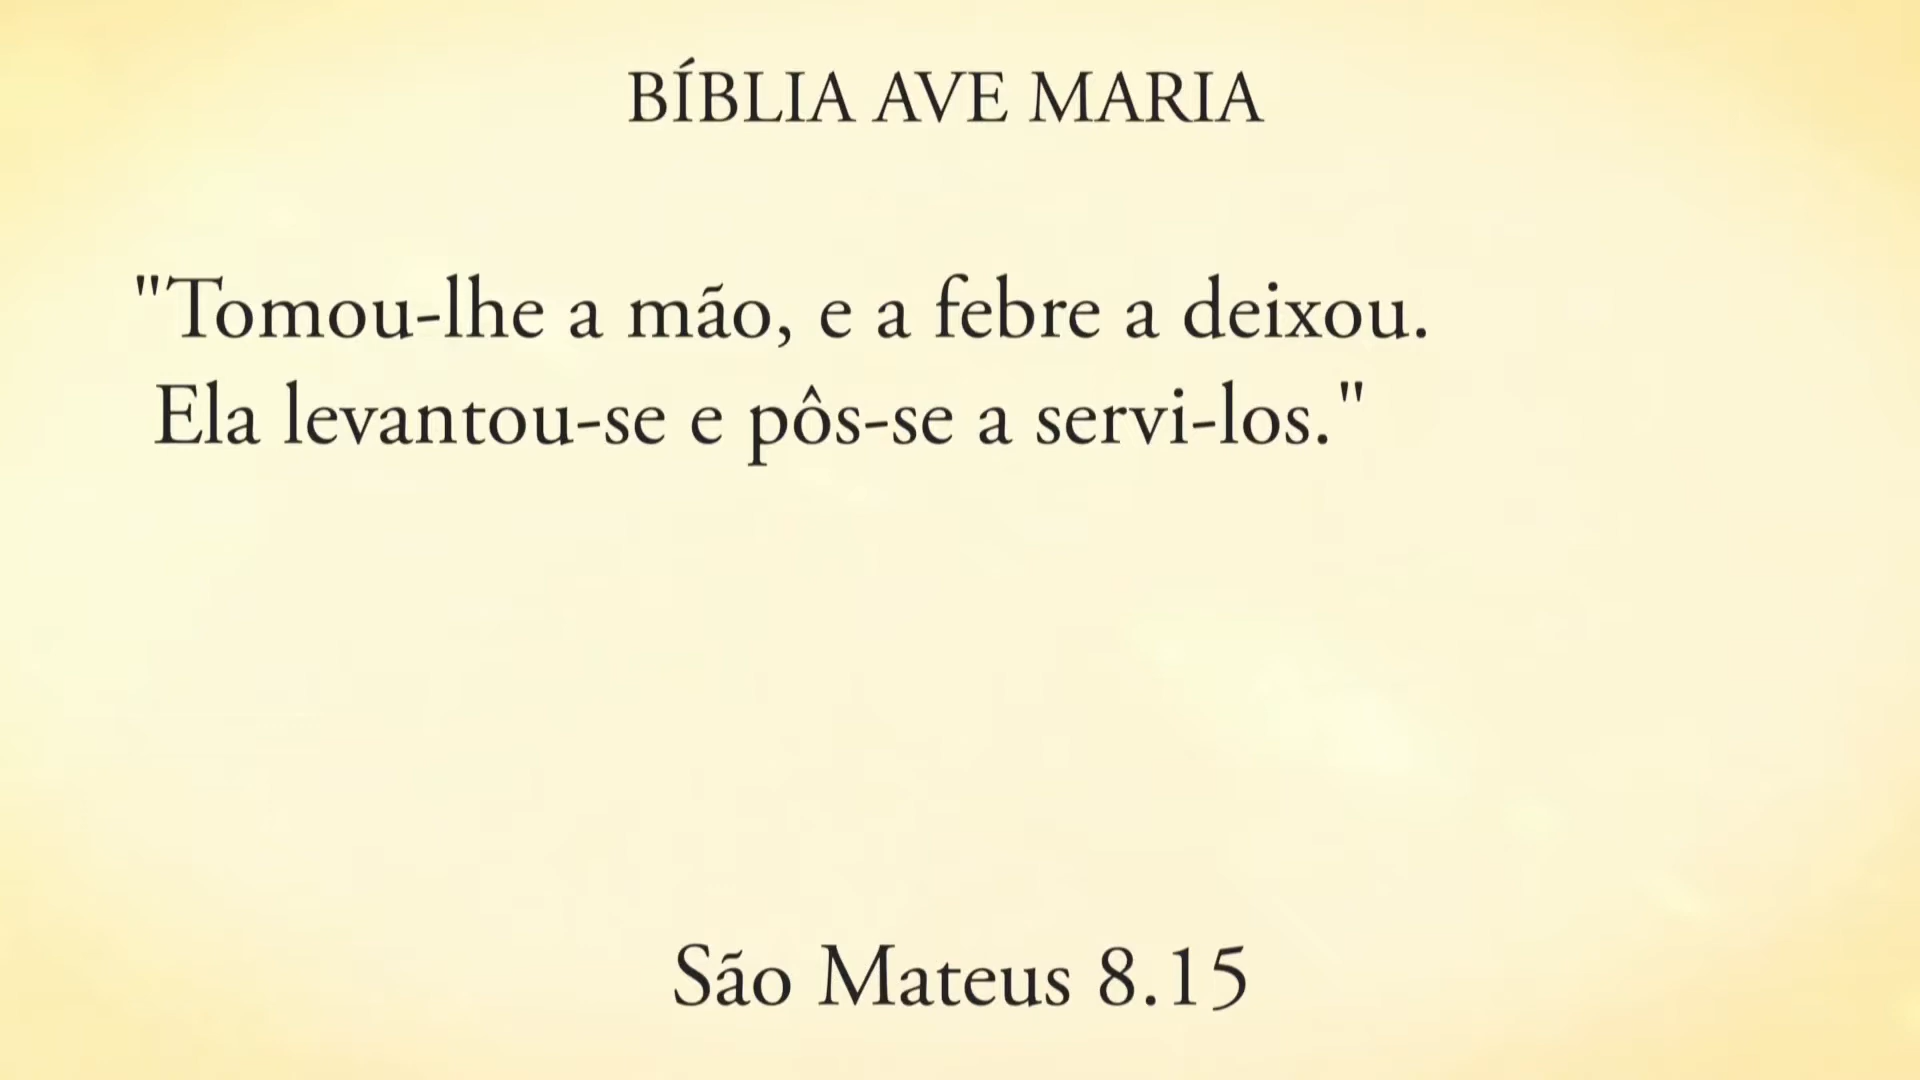 BÍBLIA AVE MARIA
"Tomou-lhe a mão, e a febre a deixou.
Ela levantou-se e pôs-se a servi-los."
São Mateus 8.15